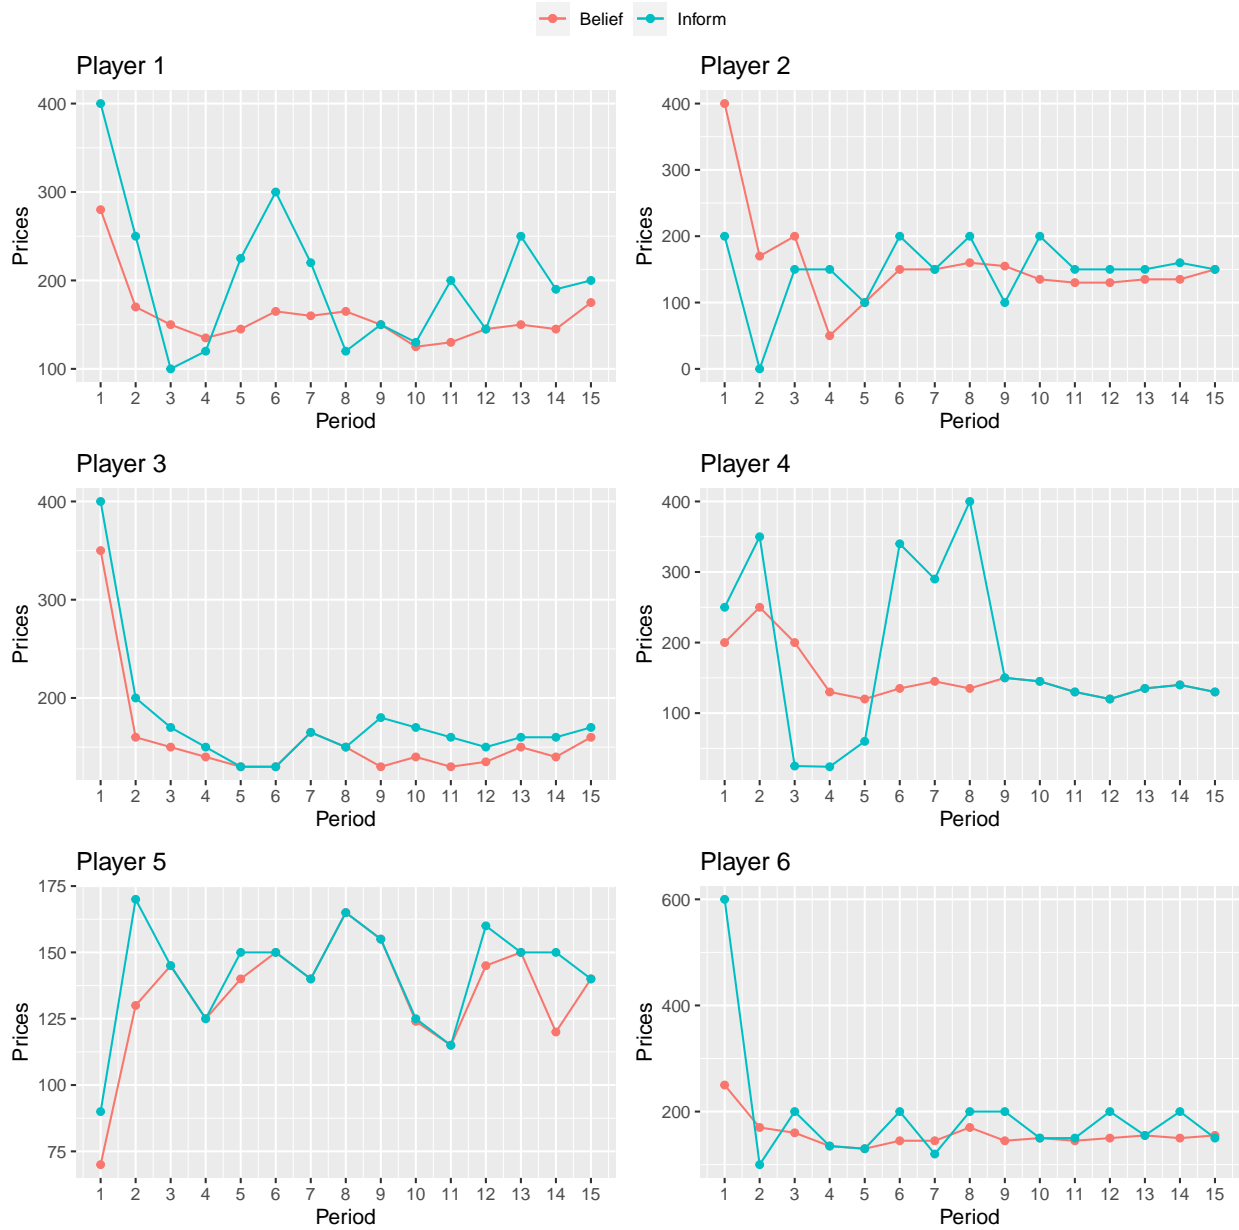 Belief Inform
Player 1
Prices
400
300
200
100
1 2 3 4 5 6 7 8 9 10 11 12 13 14 15
Period
Player 2
Prices
400
300
200
100
0
1 2 3 4 5 6 7 8 9 10 11 12 13 14 15
Period
Player 3
Prices
400
300
200
1 2 3 4 5 6 7 8 9 10 11 12 13 14 15
Period
Player 4
Prices
400
300
200
100
1 2 3 4 5 6 7 8 9 10 11 12 13 14 15
Period
Player 5
Prices
175
150
125
100
75
1 2 3 4 5 6 7 8 9 10 11 12 13 14 15
Period
Player 6
Prices
600
400
200
1 2 3 4 5 6 7 8 9 10 11 12 13 14 15
Period